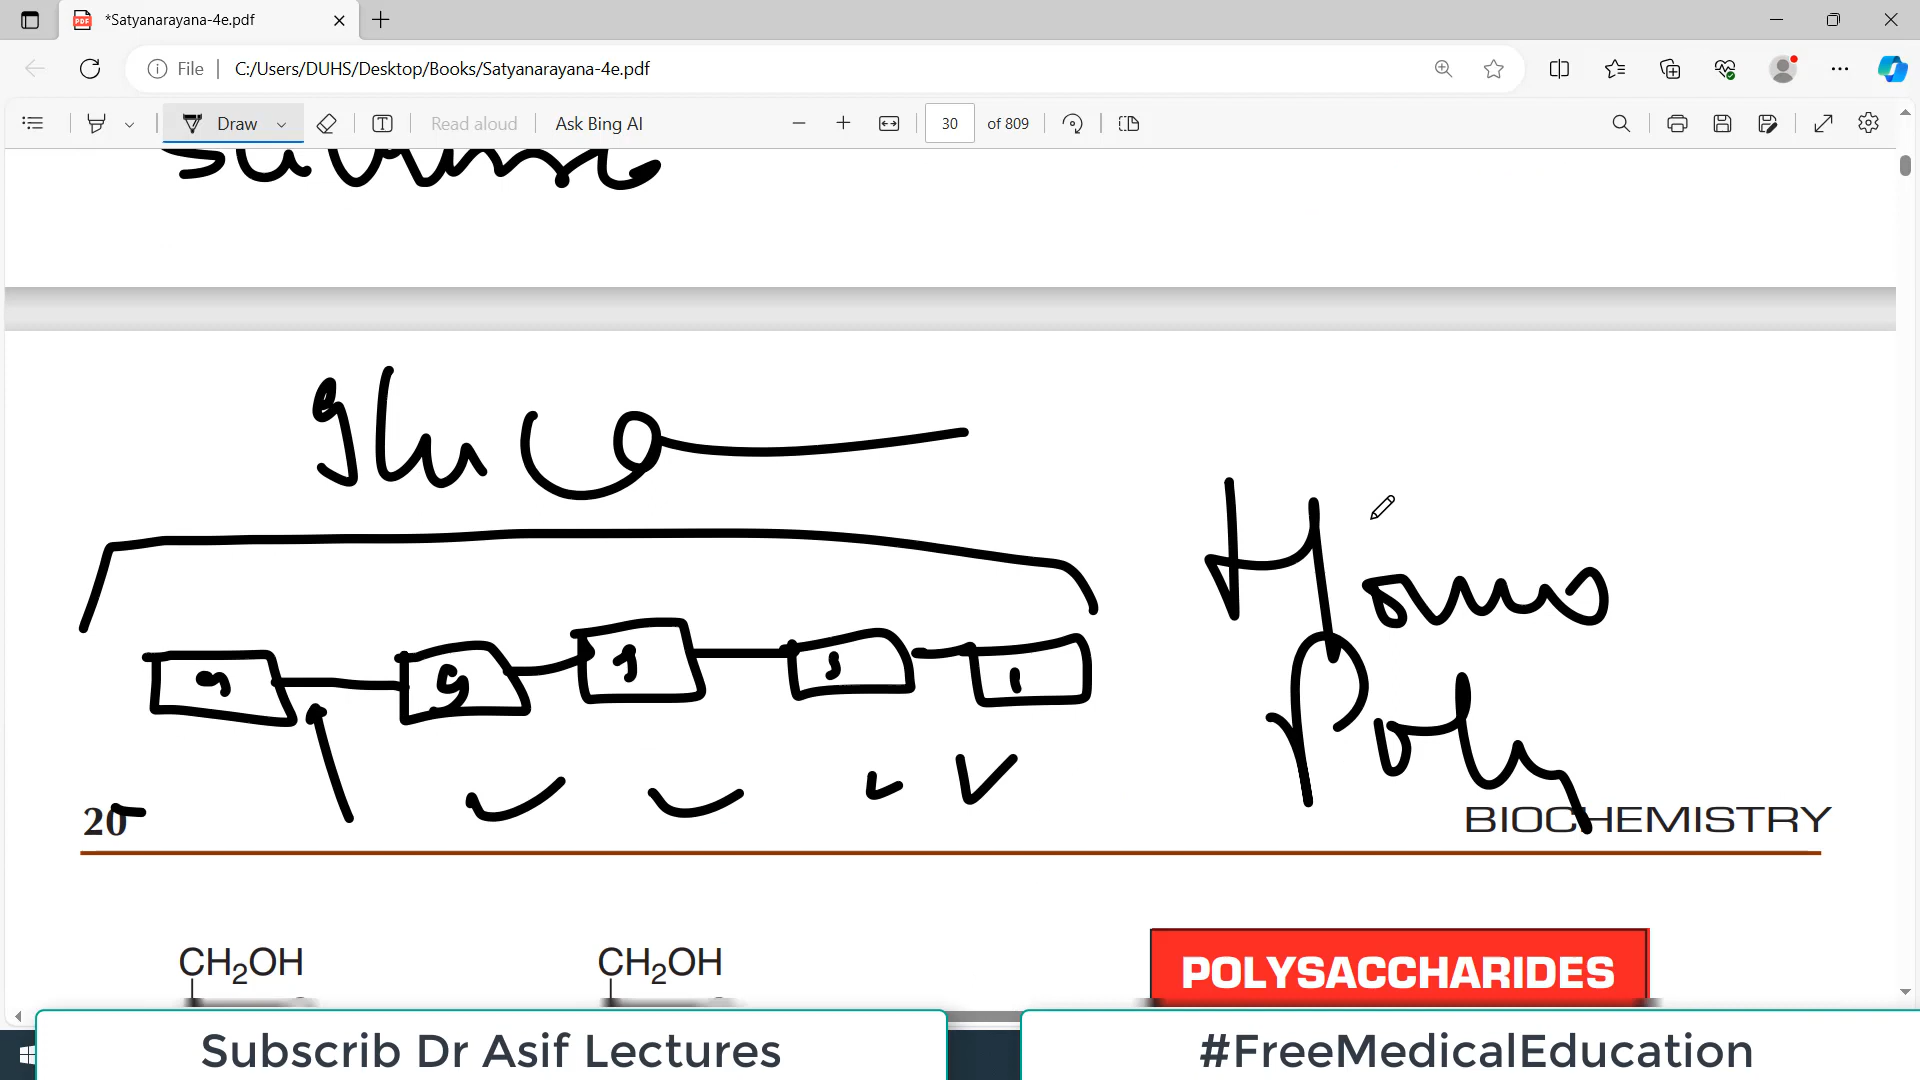 *Satyanarayana-4e.pdf
File | C:/Users/DUHS/Desktop/Books/Satyanarayana-4e.pdf
Draw
Read aloud
Ask Bing AI
30 of 809
Gluco
Homo
g g g
Poly
20
BIOCHEMISTRY
CH2OH CH2OH
POLYSACCHARIDES
Subscrib Dr Asif Lectures
#FreeMedicalEducation